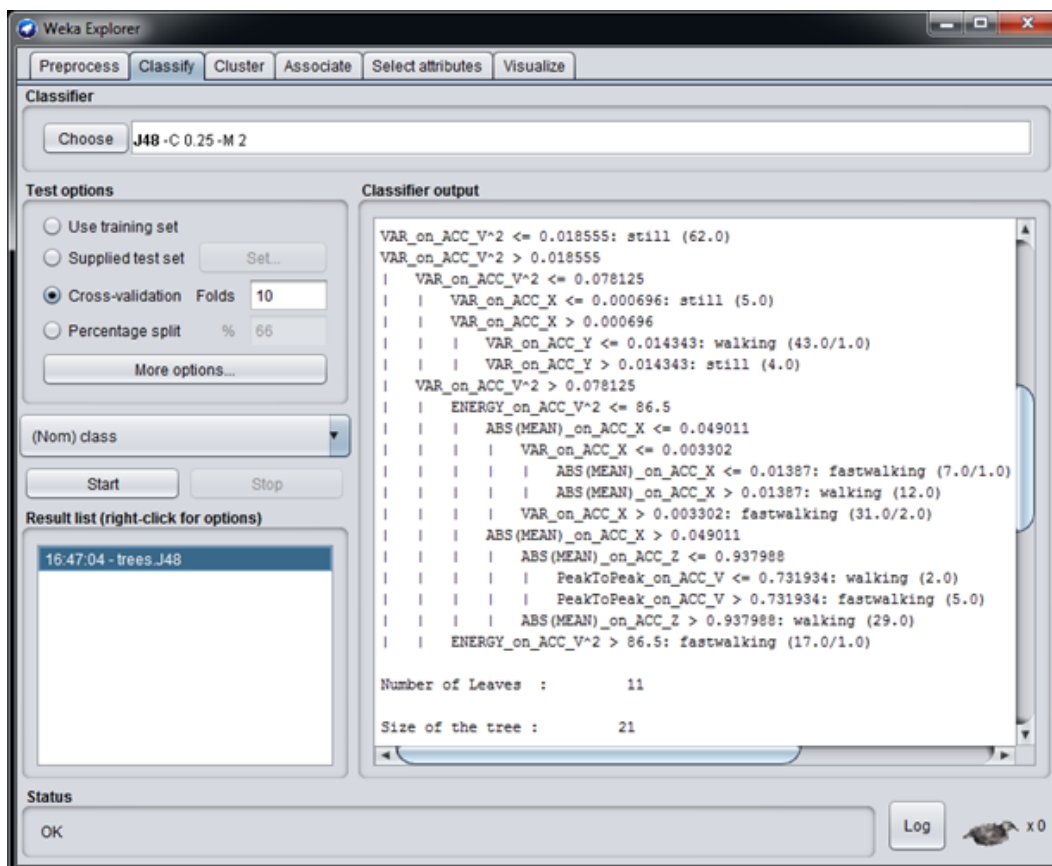 Weka Explorer
Preprocess Classify Cluster Associate Select attributes Visualize
Classifier
Choose J48 -C 0.25 -M 2
Test options
Use training set
Supplied test set Set...
Cross-validation Folds 10
Percentage split % 66
More options...
(Nom) class
Start Stop
Result list (right-click for options)
16:47:04 - trees.J48
Classifier output
VAR_on_ACC_V^2 <= 0.018555: still (62.0)
VAR_on_ACC_V^2 > 0.018555
|   VAR_on_ACC_V^2 <= 0.078125
|   |   VAR_on_ACC_X <= 0.000696: still (5.0)
|   |   VAR_on_ACC_X > 0.000696
|   |   |   VAR_on_ACC_Y <= 0.014343: walking (43.0/1.0)
|   |   |   VAR_on_ACC_Y > 0.014343: still (4.0)
|   VAR_on_ACC_V^2 > 0.078125
|   |   ENERGY_on_ACC_V^2 <= 86.5
|   |   |   ABS(MEAN)_on_ACC_X <= 0.049011
|   |   |   |   VAR_on_ACC_X <= 0.003302
|   |   |   |   |   ABS(MEAN)_on_ACC_X <= 0.01387: fastwalking (7.0/1.0)
|   |   |   |   |   ABS(MEAN)_on_ACC_X > 0.01387: walking (12.0)
|   |   |   |   VAR_on_ACC_X > 0.003302: fastwalking (31.0/2.0)
|   |   |   ABS(MEAN)_on_ACC_X > 0.049011
|   |   |   |   ABS(MEAN)_on_ACC_Z <= 0.937988
|   |   |   |   |   PeakToPeak_on_ACC_V <= 0.731934: walking (2.0)
|   |   |   |   |   PeakToPeak_on_ACC_V > 0.731934: fastwalking (5.0)
|   |   |   |   ABS(MEAN)_on_ACC_Z > 0.937988: walking (29.0)
|   |   ENERGY_on_ACC_V^2 > 86.5: fastwalking (17.0/1.0)
Number of Leaves  : 11
Size of the tree : 21
Status
OK
Log
x 0